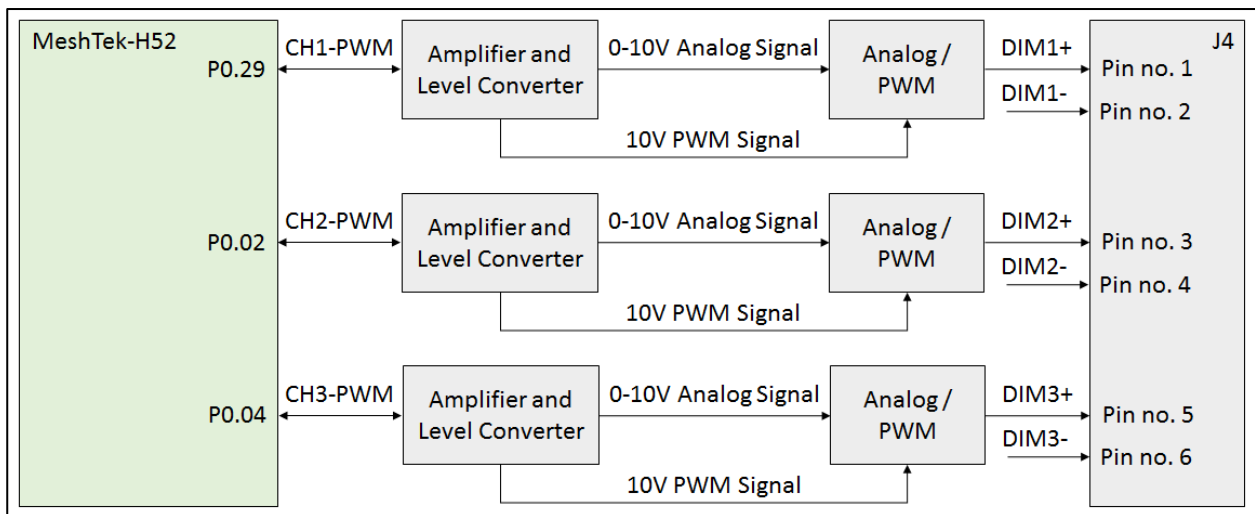 MeshTek-H52
J4
P0.29
CH1-PWM
Amplifier and
Level Converter
0-10V Analog Signal
10V PWM Signal
Analog /
PWM
DIM1+
DIM1-
Pin no. 1
Pin no. 2
P0.02
CH2-PWM
Amplifier and
Level Converter
0-10V Analog Signal
10V PWM Signal
Analog /
PWM
DIM2+
DIM2-
Pin no. 3
Pin no. 4
P0.04
CH3-PWM
Amplifier and
Level Converter
0-10V Analog Signal
10V PWM Signal
Analog /
PWM
DIM3+
DIM3-
Pin no. 5
Pin no. 6